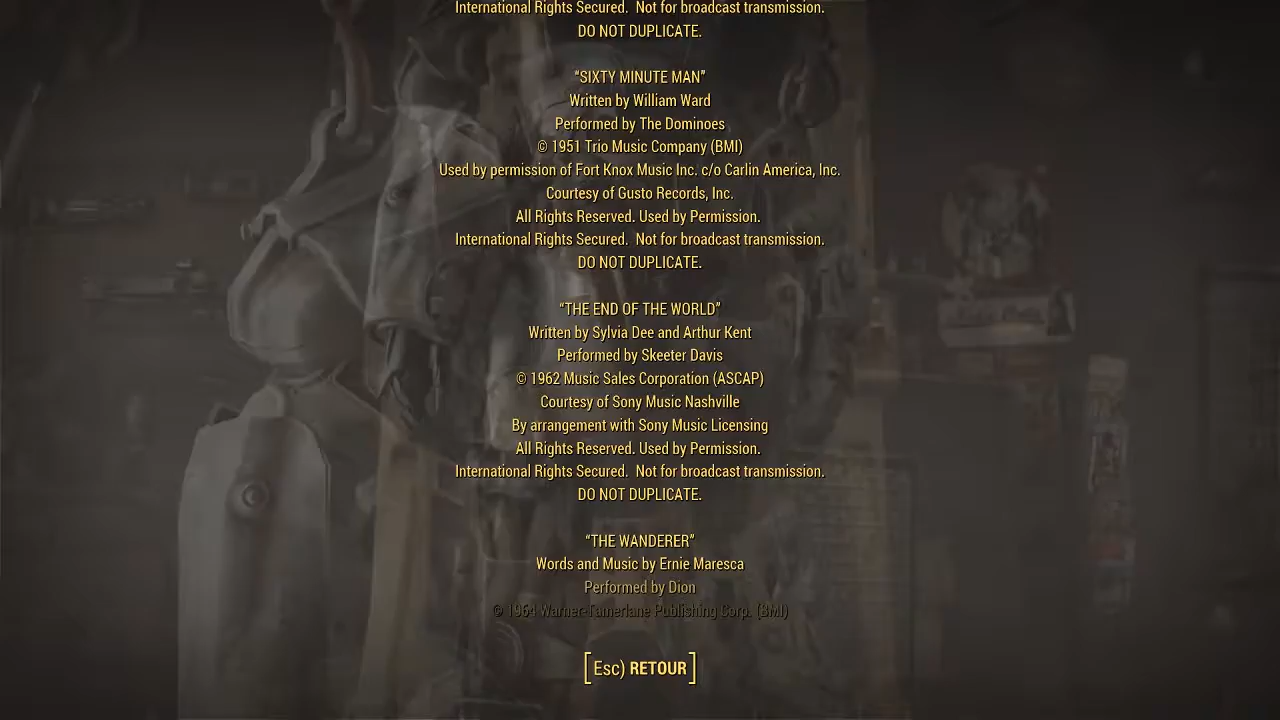 International Rights Secured.  Not for broadcast transmission.
DO NOT DUPLICATE.
“SIXTY MINUTE MAN”
Written by William Ward
Performed by The Dominoes
© 1951 Trio Music Company (BMI)
Used by permission of Fort Knox Music Inc. c/o Carlin America, Inc.
Courtesy of Gusto Records, Inc.
All Rights Reserved. Used by Permission.
International Rights Secured.  Not for broadcast transmission.
DO NOT DUPLICATE.
“THE END OF THE WORLD”
Written by Sylvia Dee and Arthur Kent
Performed by Skeeter Davis
© 1962 Music Sales Corporation (ASCAP)
Courtesy of Sony Music Nashville
By arrangement with Sony Music Licensing
All Rights Reserved. Used by Permission.
International Rights Secured.  Not for broadcast transmission.
DO NOT DUPLICATE.
“THE WANDERER”
Words and Music by Ernie Maresca
Performed by Dion
© 1964 Warner-Tamerlane Publishing Corp. (BMI)
[Esc) RETOUR]